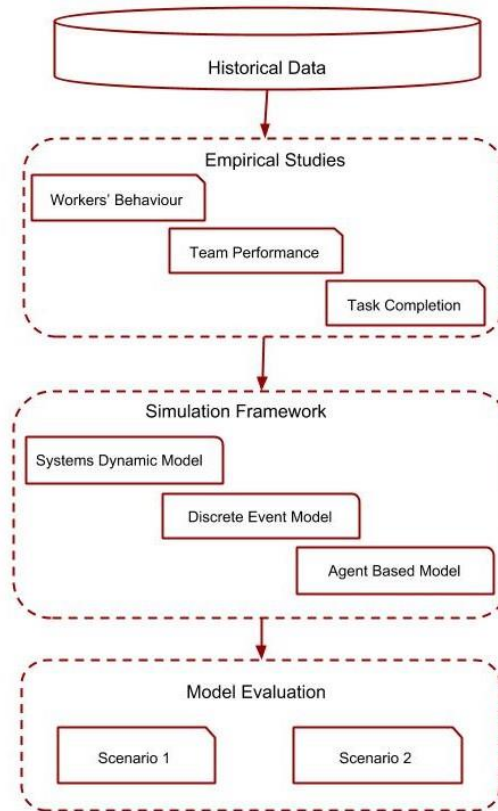 Historical Data
Empirical Studies
Workers' Behaviour
Team Performance
Task Completion
Simulation Framework
Systems Dynamic Model
Discrete Event Model
Agent Based Model
Model Evaluation
Scenario 1
Scenario 2